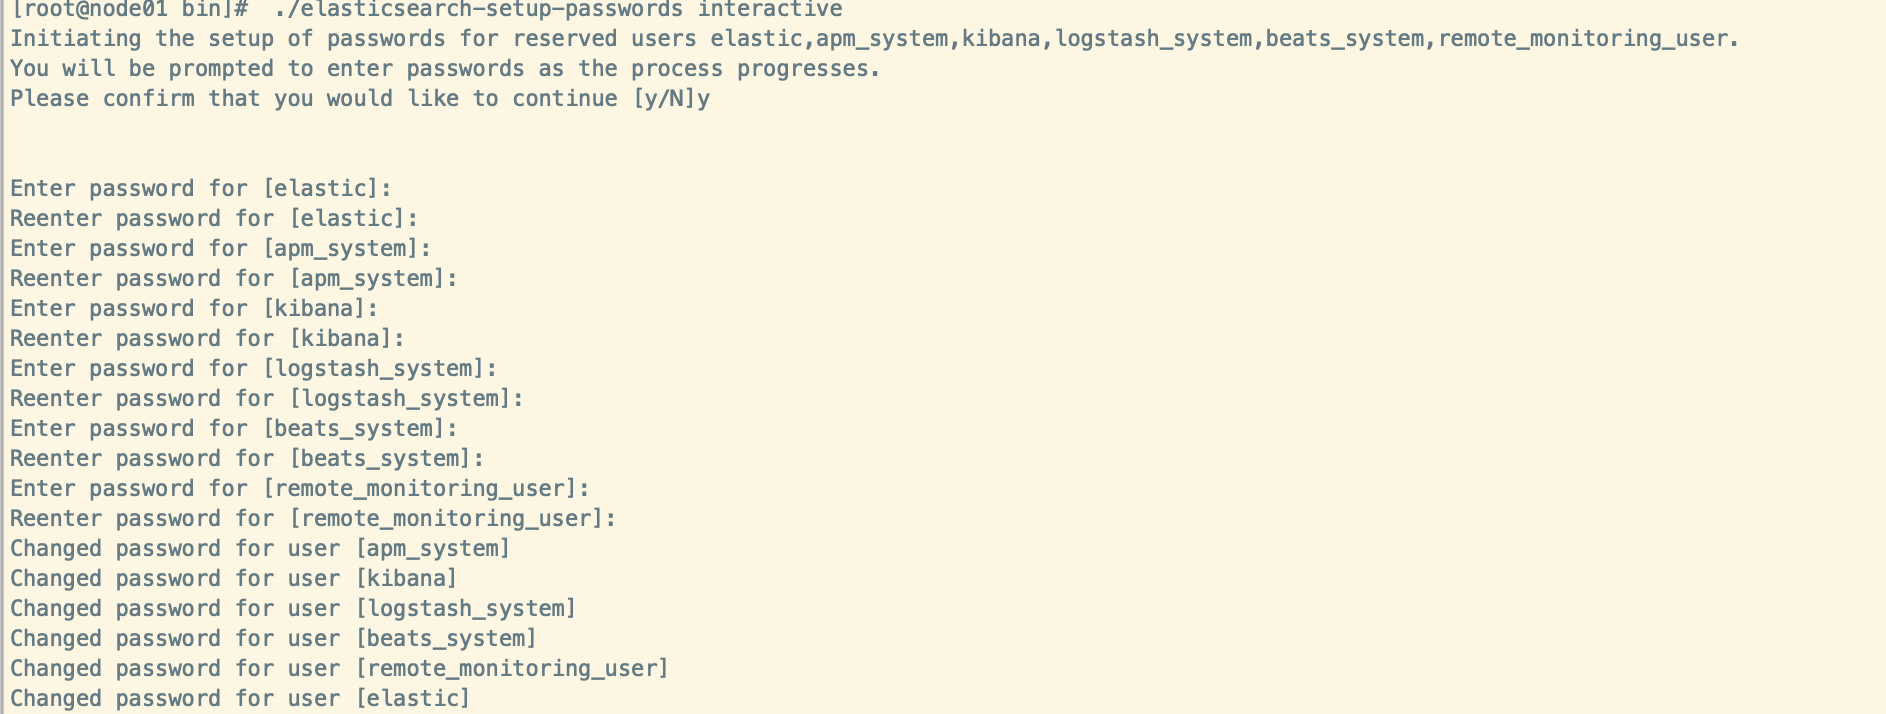 [root@node01 bin]#  ./elasticsearch-setup-passwords interactive
Initiating the setup of passwords for reserved users elastic,apm_system,kibana,logstash_system,beats_system,remote_monitoring_user.
You will be prompted to enter passwords as the process progresses.
Please confirm that you would like to continue [y/N]y
Enter password for [elastic]:
Reenter password for [elastic]:
Enter password for [apm_system]:
Reenter password for [apm_system]:
Enter password for [kibana]:
Reenter password for [kibana]:
Enter password for [logstash_system]:
Reenter password for [logstash_system]:
Enter password for [beats_system]:
Reenter password for [beats_system]:
Enter password for [remote_monitoring_user]:
Reenter password for [remote_monitoring_user]:
Changed password for user [apm_system]
Changed password for user [kibana]
Changed password for user [logstash_system]
Changed password for user [beats_system]
Changed password for user [remote_monitoring_user]
Changed password for user [elastic]